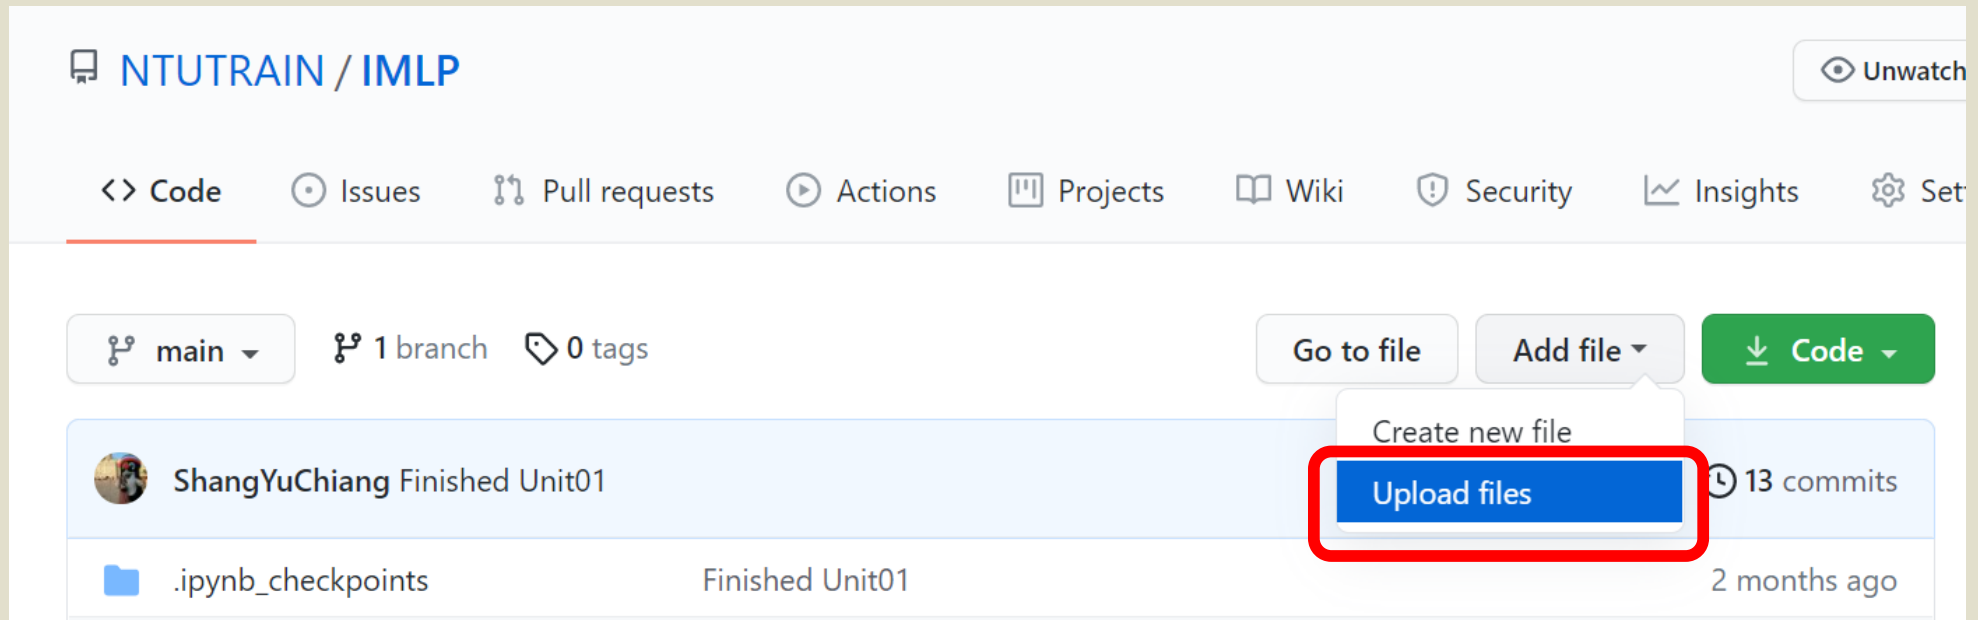 NTUTRAIN / IMLP
Unwatch
Code Issues Pull requests Actions Projects Wiki Security Insights Set
main 1 branch 0 tags Go to file Add file Code
Create new file
ShangYuChiang Finished Unit01 Upload files 13 commits
.ipynb_checkpoints Finished Unit01 2 months ago